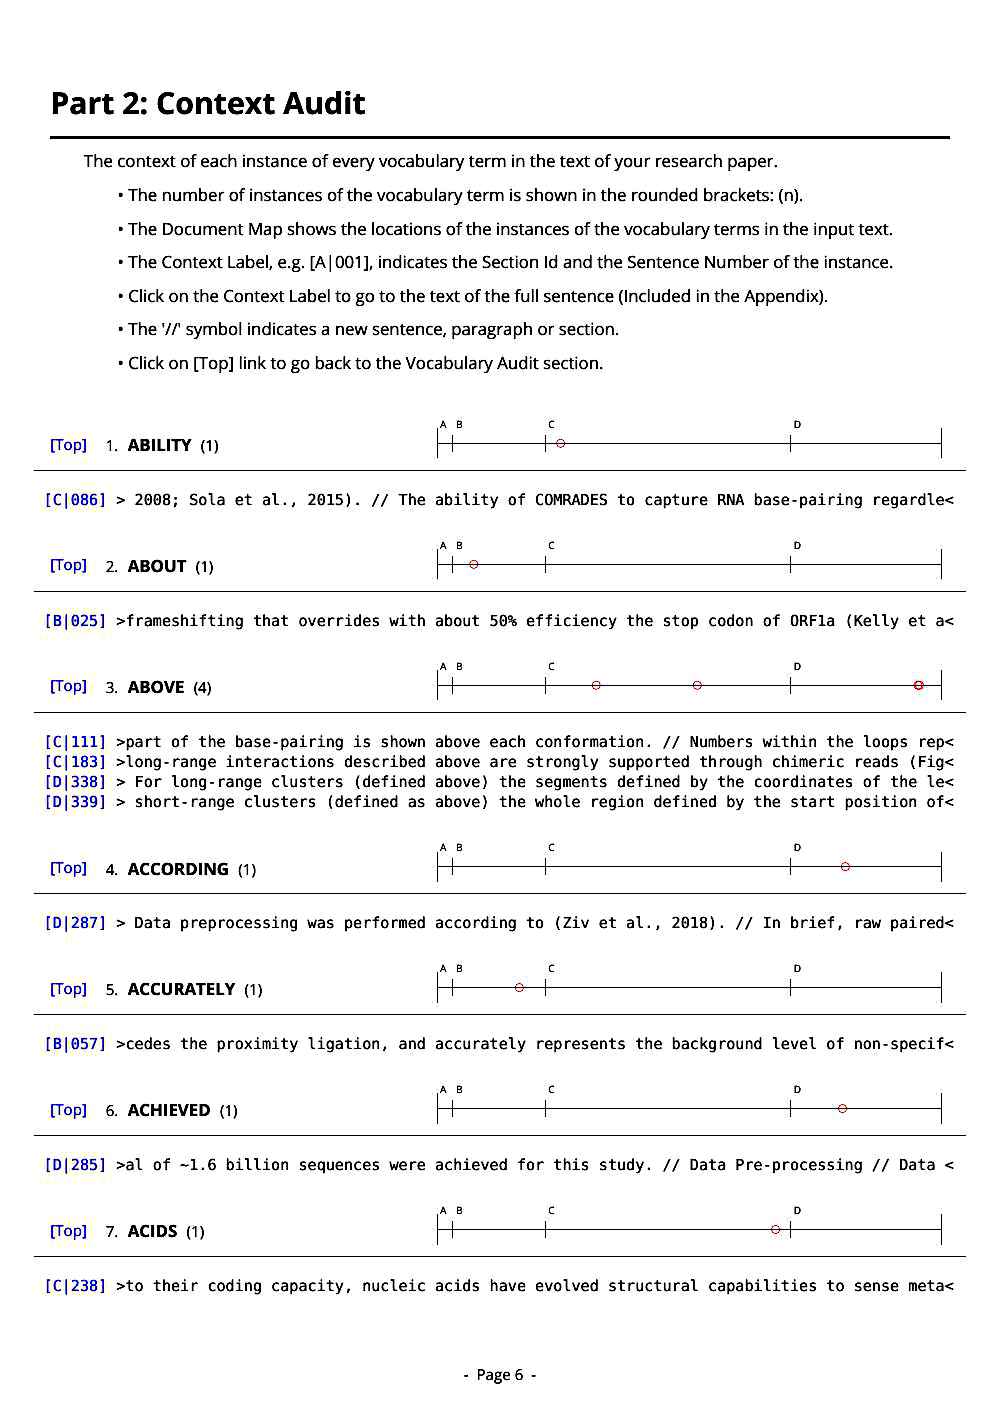 Part 2: Context Audit
The context of each instance of every vocabulary term in the text of your research paper.
• The number of instances of the vocabulary term is shown in the rounded brackets: (n).
• The Document Map shows the locations of the instances of the vocabulary terms in the input text.
• The Context Label, e.g. [A|001], indicates the Section Id and the Sentence Number of the instance.
• Click on the Context Label to go to the text of the full sentence (Included in the Appendix).
• The '//' symbol indicates a new sentence, paragraph or section.
• Click on [Top] link to go back to the Vocabulary Audit section.
A B C D
[Top] 1. ABILITY (1)
[C|086] > 2008; Sola et al., 2015). // The ability of COMRADES to capture RNA base-pairing regardle<
A B C D
[Top] 2. ABOUT (1)
[B|025] >frameshifting that overrides with about 50% efficiency the stop codon of ORF1a (Kelly et a<
A B C D
[Top] 3. ABOVE (4)
[C|111] >part of the base-pairing is shown above each conformation. // Numbers within the loops rep<
[C|183] >long-range interactions described above are strongly supported through chimeric reads (Fig<
[D|338] > For long-range clusters (defined above) the segments defined by the coordinates of the le<
[D|339] > short-range clusters (defined as above) the whole region defined by the start position of<
A B C D
[Top] 4. ACCORDING (1)
[D|287] > Data preprocessing was performed according to (Ziv et al., 2018). // In brief, raw paired<
A B C D
[Top] 5. ACCURATELY (1)
[B|057] >cedes the proximity ligation, and accurately represents the background level of non-specif<
A B C D
[Top] 6. ACHIEVED (1)
[D|285] >al of ~1.6 billion sequences were achieved for this study. // Data Pre-processing // Data <
A B C D
[Top] 7. ACIDS (1)
[C|238] >to their coding capacity, nucleic acids have evolved structural capabilities to sense meta<
- Page 6 -